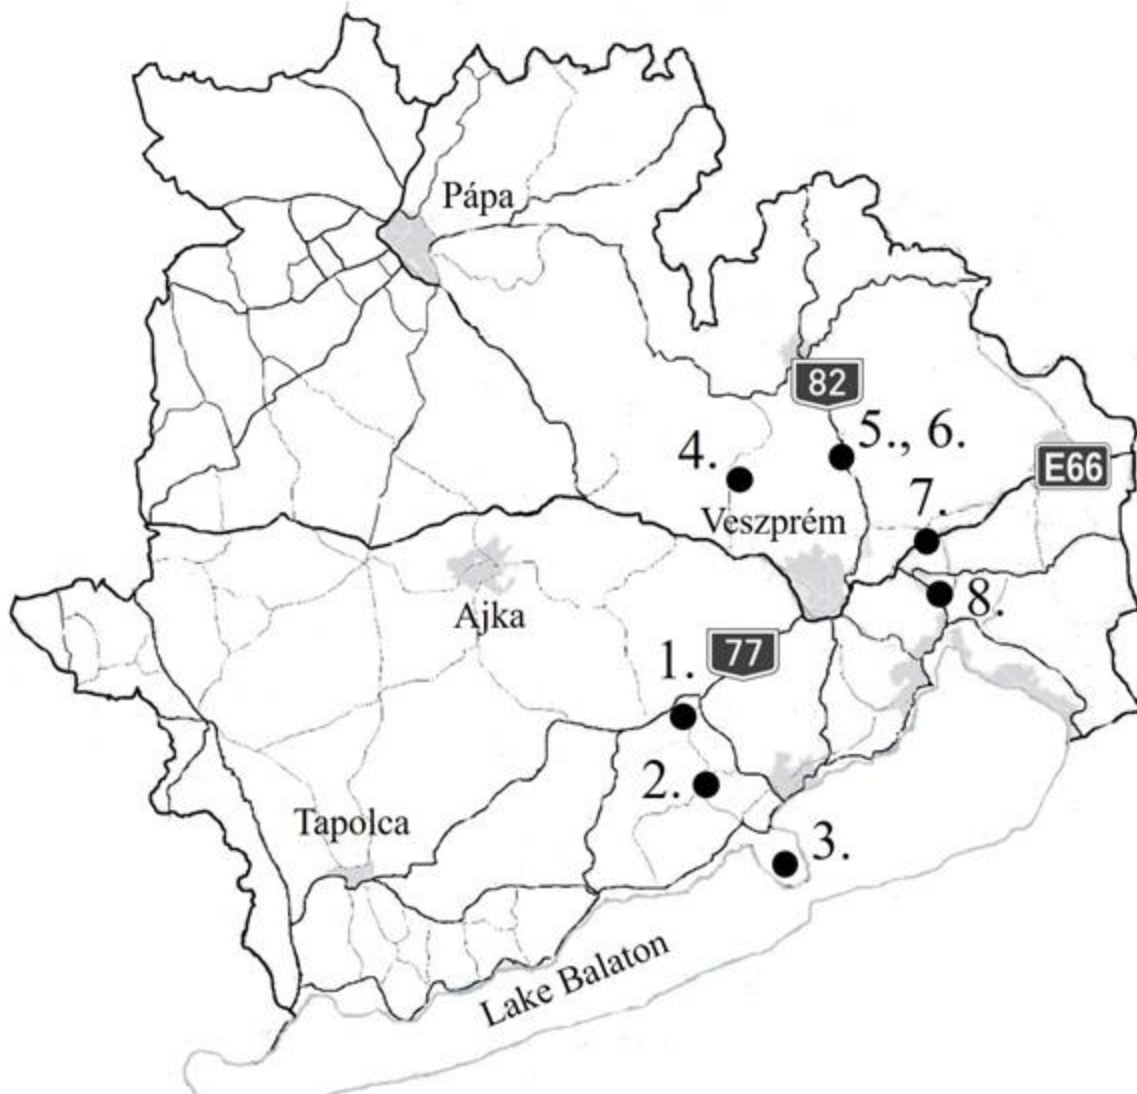 Pápa
82
5., 6.
4.
E66
7.
Veszprém
Ajka
8.
77
1.
2.
Tapolca
3.
Lake Balaton